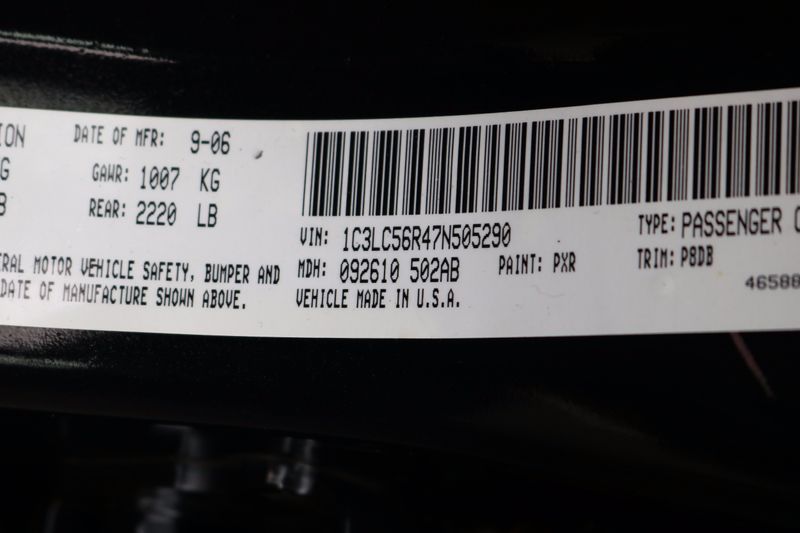 ION DATE OF MFR: 9-06
G GAWR: 1007 KG
B REAR: 2220 LB
VIN: 1C3LC56R47N505290 TYPE: PASSENGER C
ERAL MOTOR VEHICLE SAFETY, BUMPER AND MDH: 092610 502AB PAINT: PXR TRIM: P8DB
DATE OF MANUFACTURE SHOWN ABOVE. VEHICLE MADE IN U.S.A. 46588